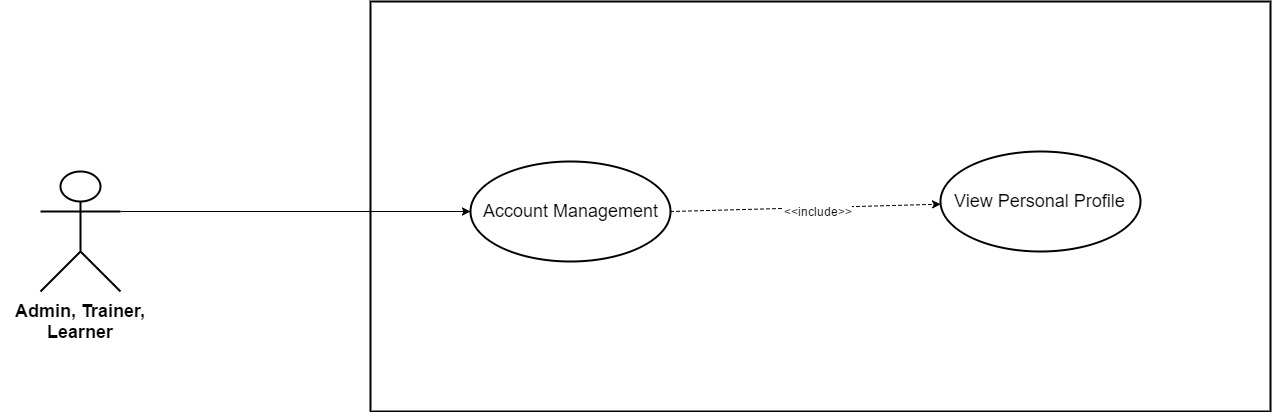 Account Management
<<include>>
View Personal Profile
Admin, Trainer,
Learner